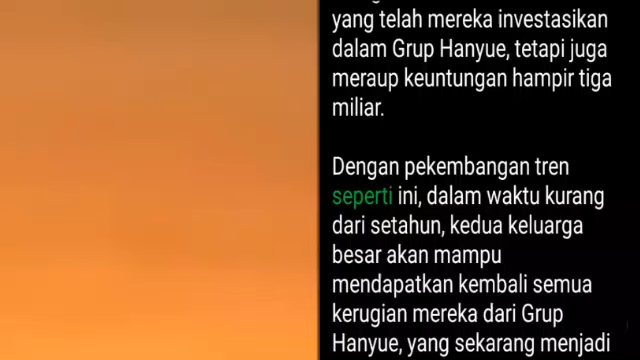 yang telah mereka investasikan
dalam Grup Hanyue, tetapi juga
meraup keuntungan hampir tiga
miliar.
Dengan pekembangan tren
seperti ini, dalam waktu kurang
dari setahun, kedua keluarga
besar akan mampu
mendapatkan kembali semua
kerugian mereka dari Grup
Hanyue, yang sekarang menjadi